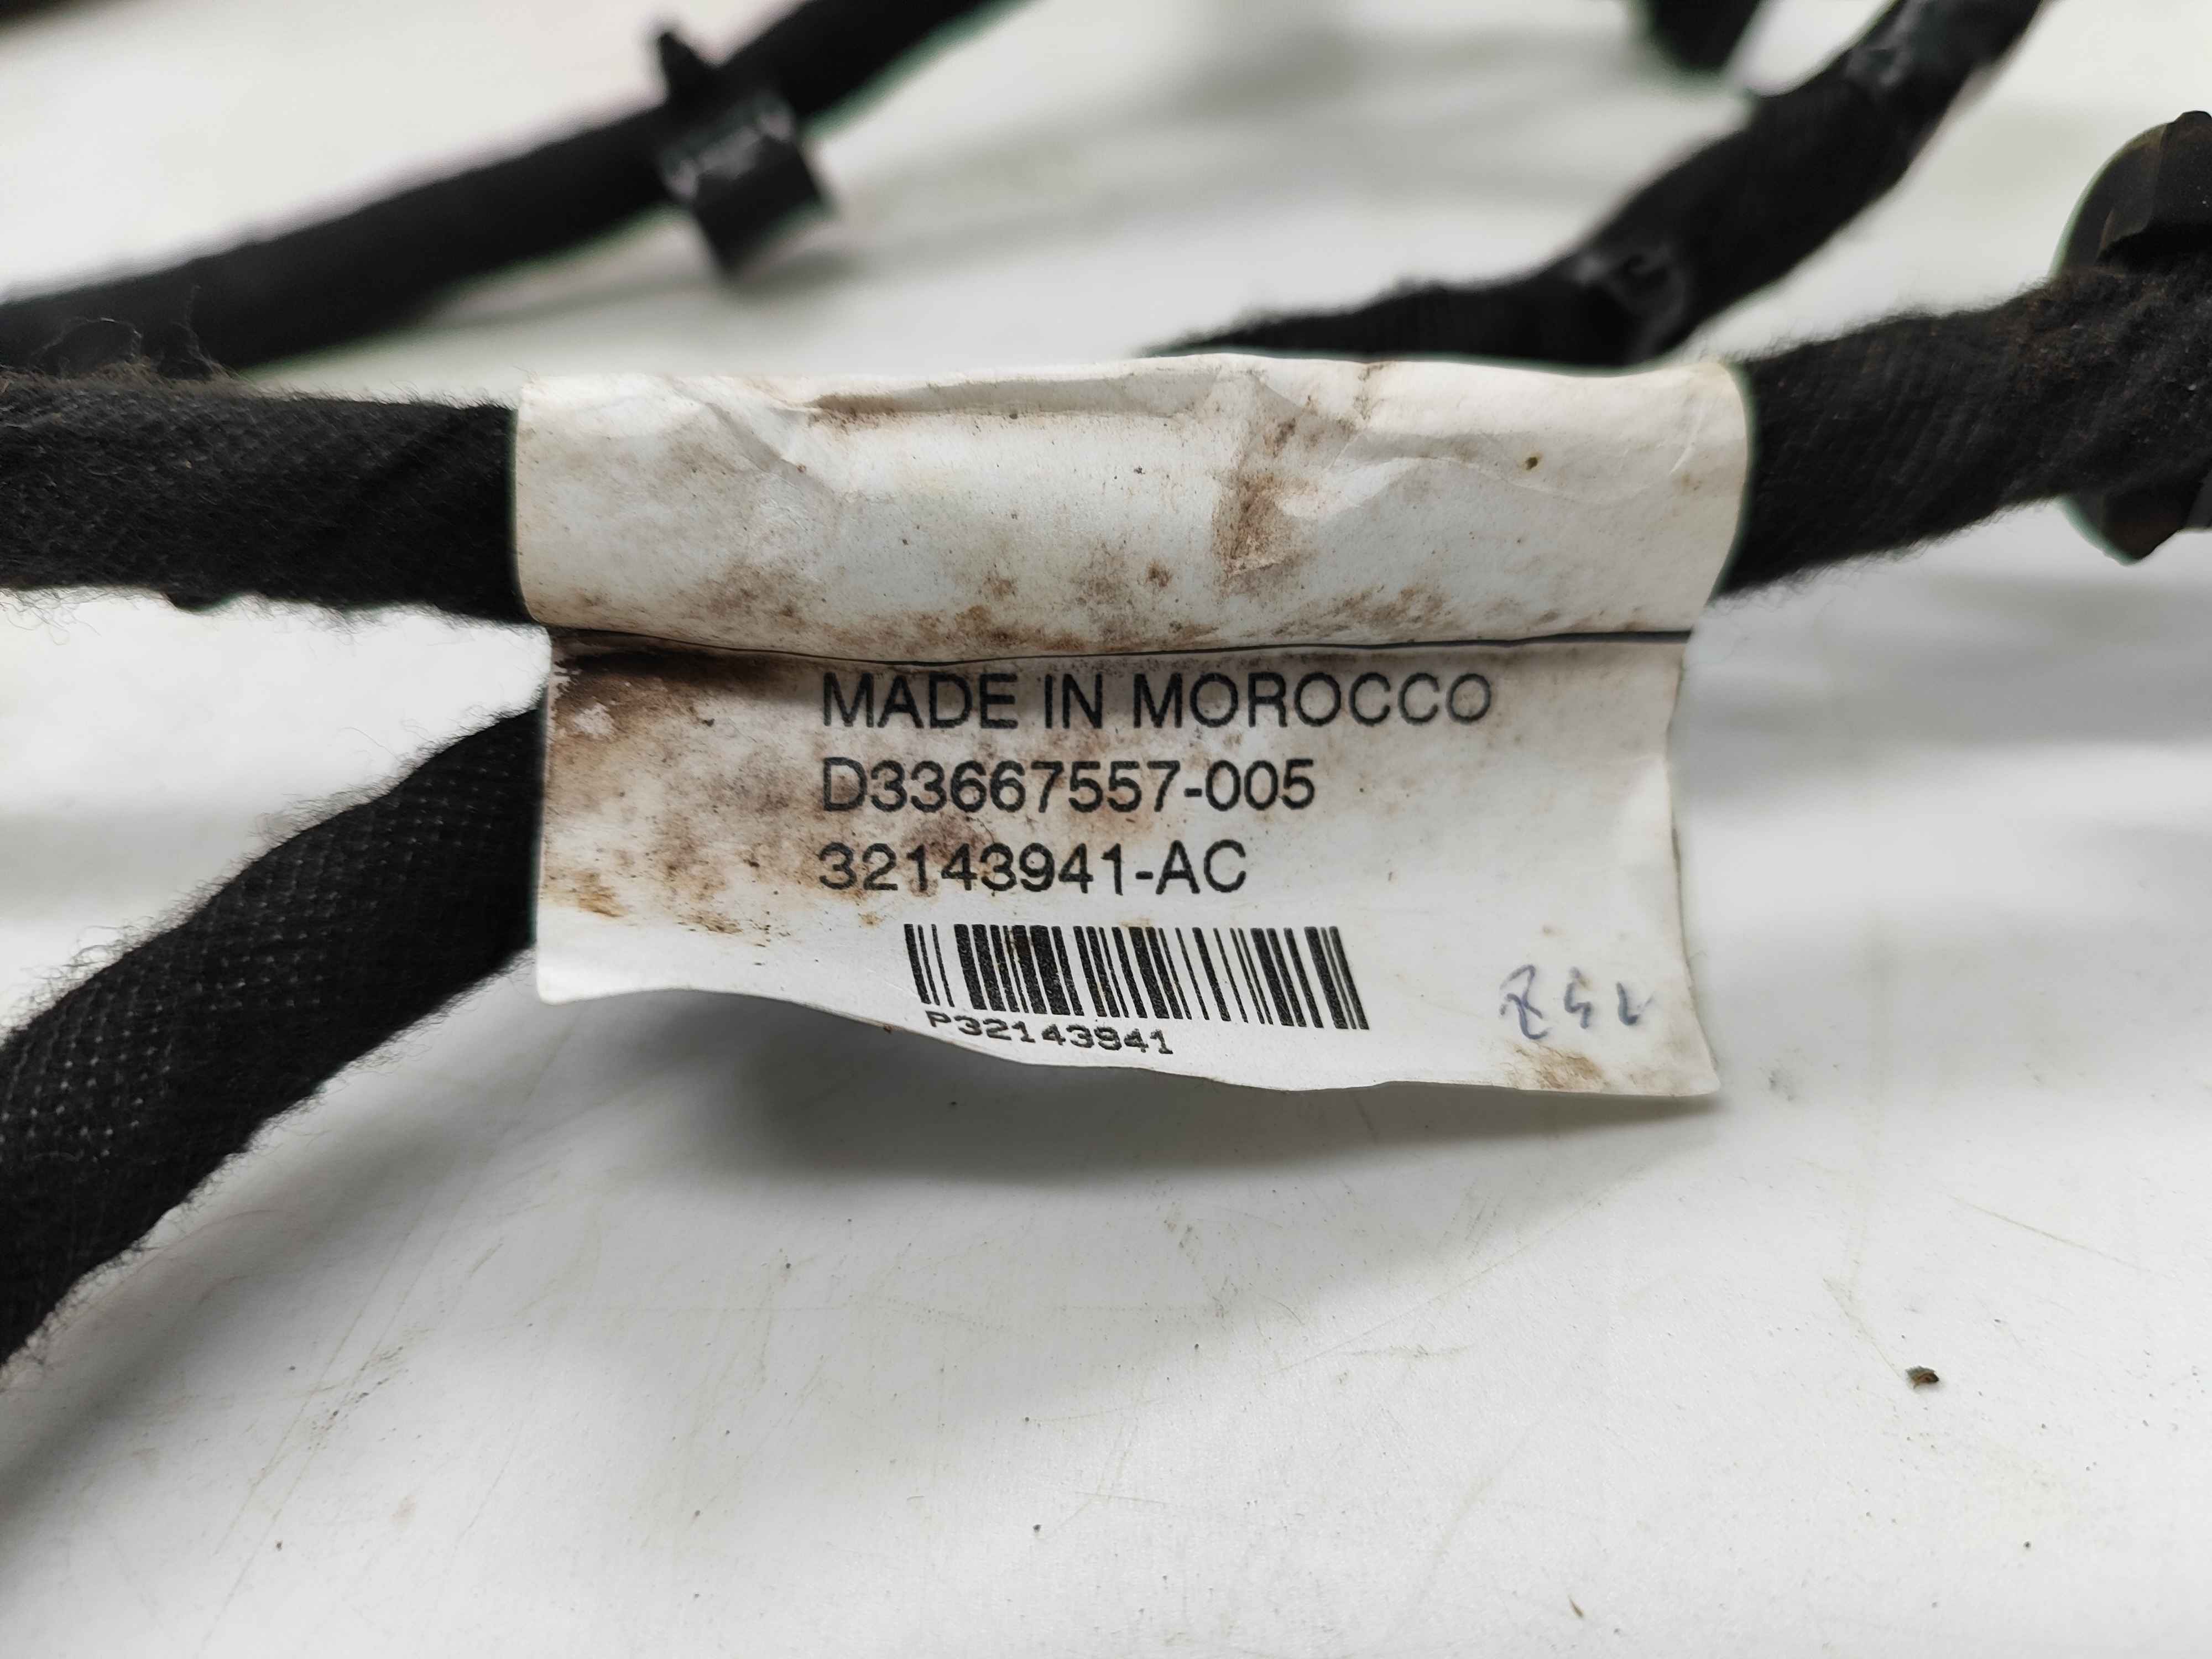 MADE IN MOROCCO
D33667557-005
32143941-AC
P32143941